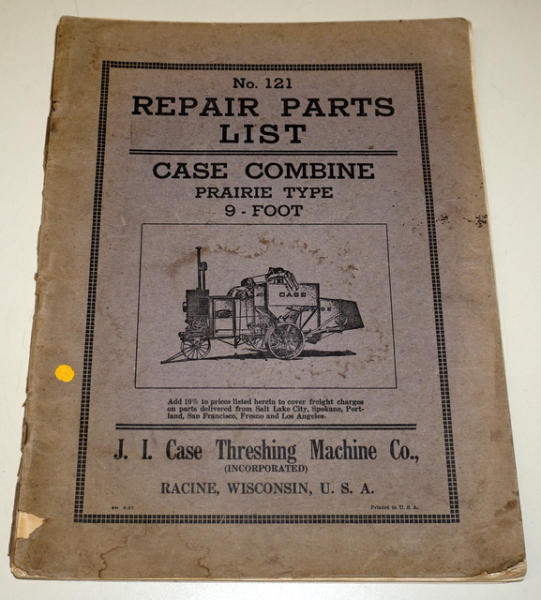 No. 121
REPAIR PARTS
LIST
CASE COMBINE
PRAIRIE TYPE
9 - FOOT
CASE
Add 10% to prices listed herein to cover freight charges
on parts delivered from Salt Lake City, Spokane, Port-
land, San Francisco, Fresno and Los Angeles.
J. I. Case Threshing Machine Co.,
(INCORPORATED)
RACINE, WISCONSIN, U. S. A.
Printed in U. S. A.